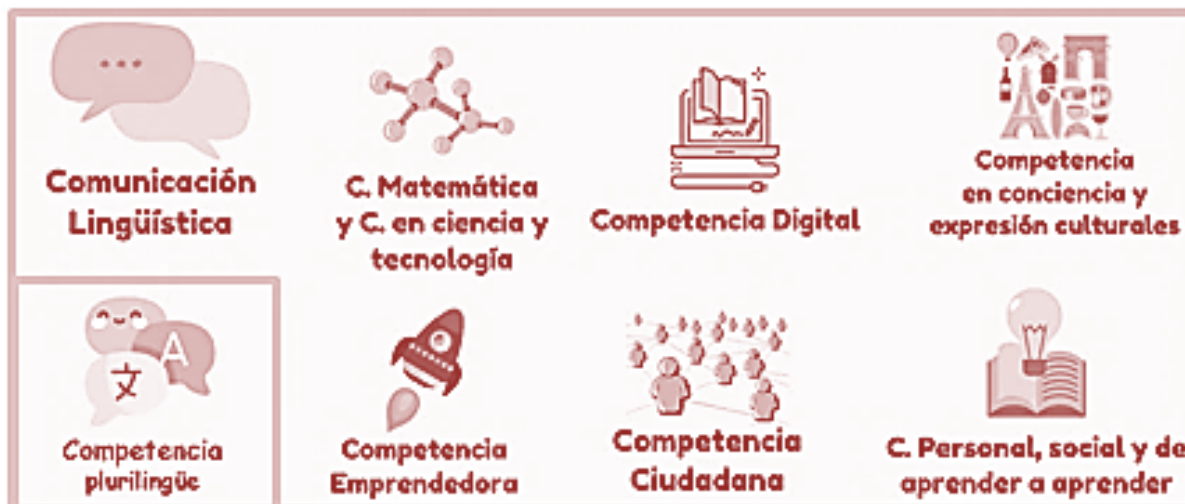 ...
Comunicación
Lingüística
C. Matemática
y C. en ciencia y
tecnología
Competencia Digital
Competencia
en conciencia y
expresión culturales
文
A
Competencia
plurilingüe
Competencia
Emprendedora
Competencia
Ciudadana
C. Personal, social y de
aprender a aprender